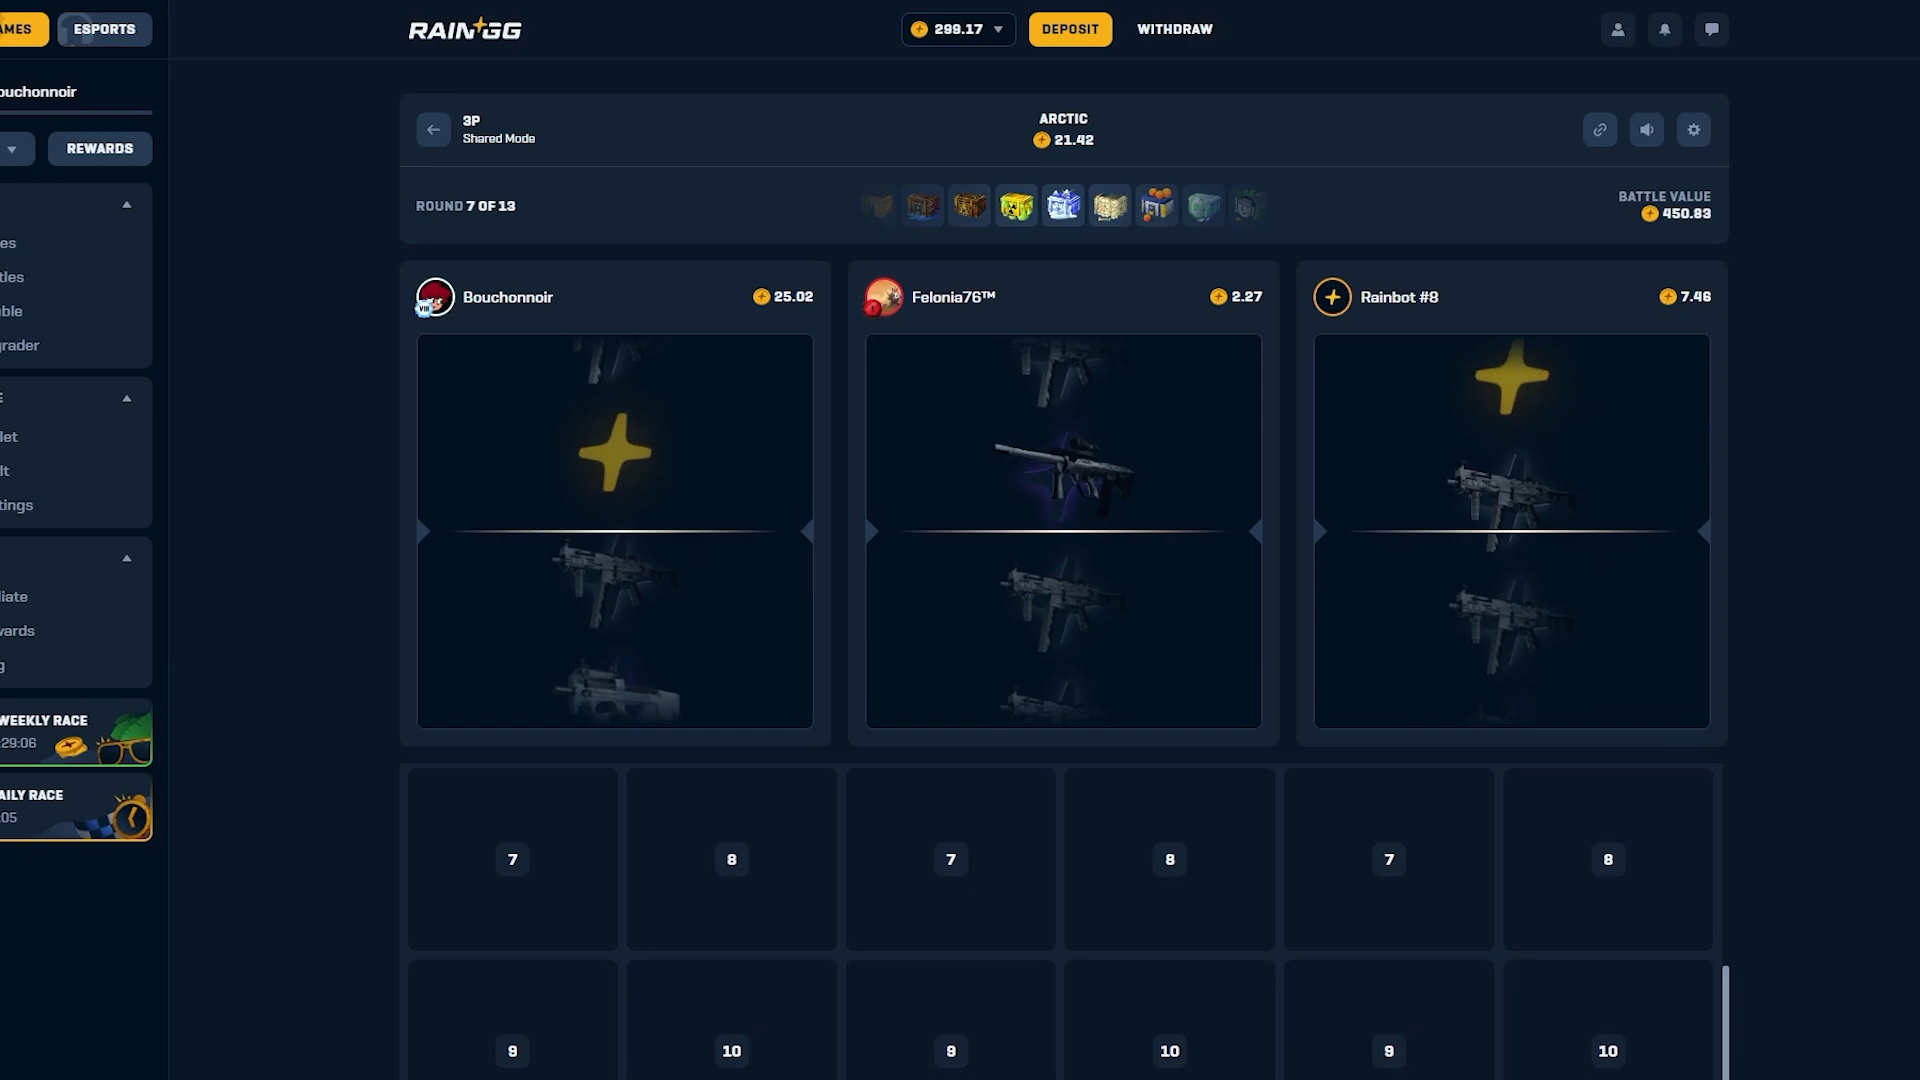 AMES
ESPORTS
RAIN GG
299.17
DEPOSIT
WITHDRAW
ouchonnoir
REWARDS
es
tles
ble
grader
E
let
lt
tings
liate
vards
g
WEEKLY RACE
:29:06
AILY RACE
:05
3P
Shared Mode
ARCTIC
21.42
ROUND 7 OF 13
BATTLE VALUE
450.83
Bouchonnoir
25.02
Felonia76™
2.27
Rainbot #8
7.46
7
8
7
8
7
8
9
10
9
10
9
10